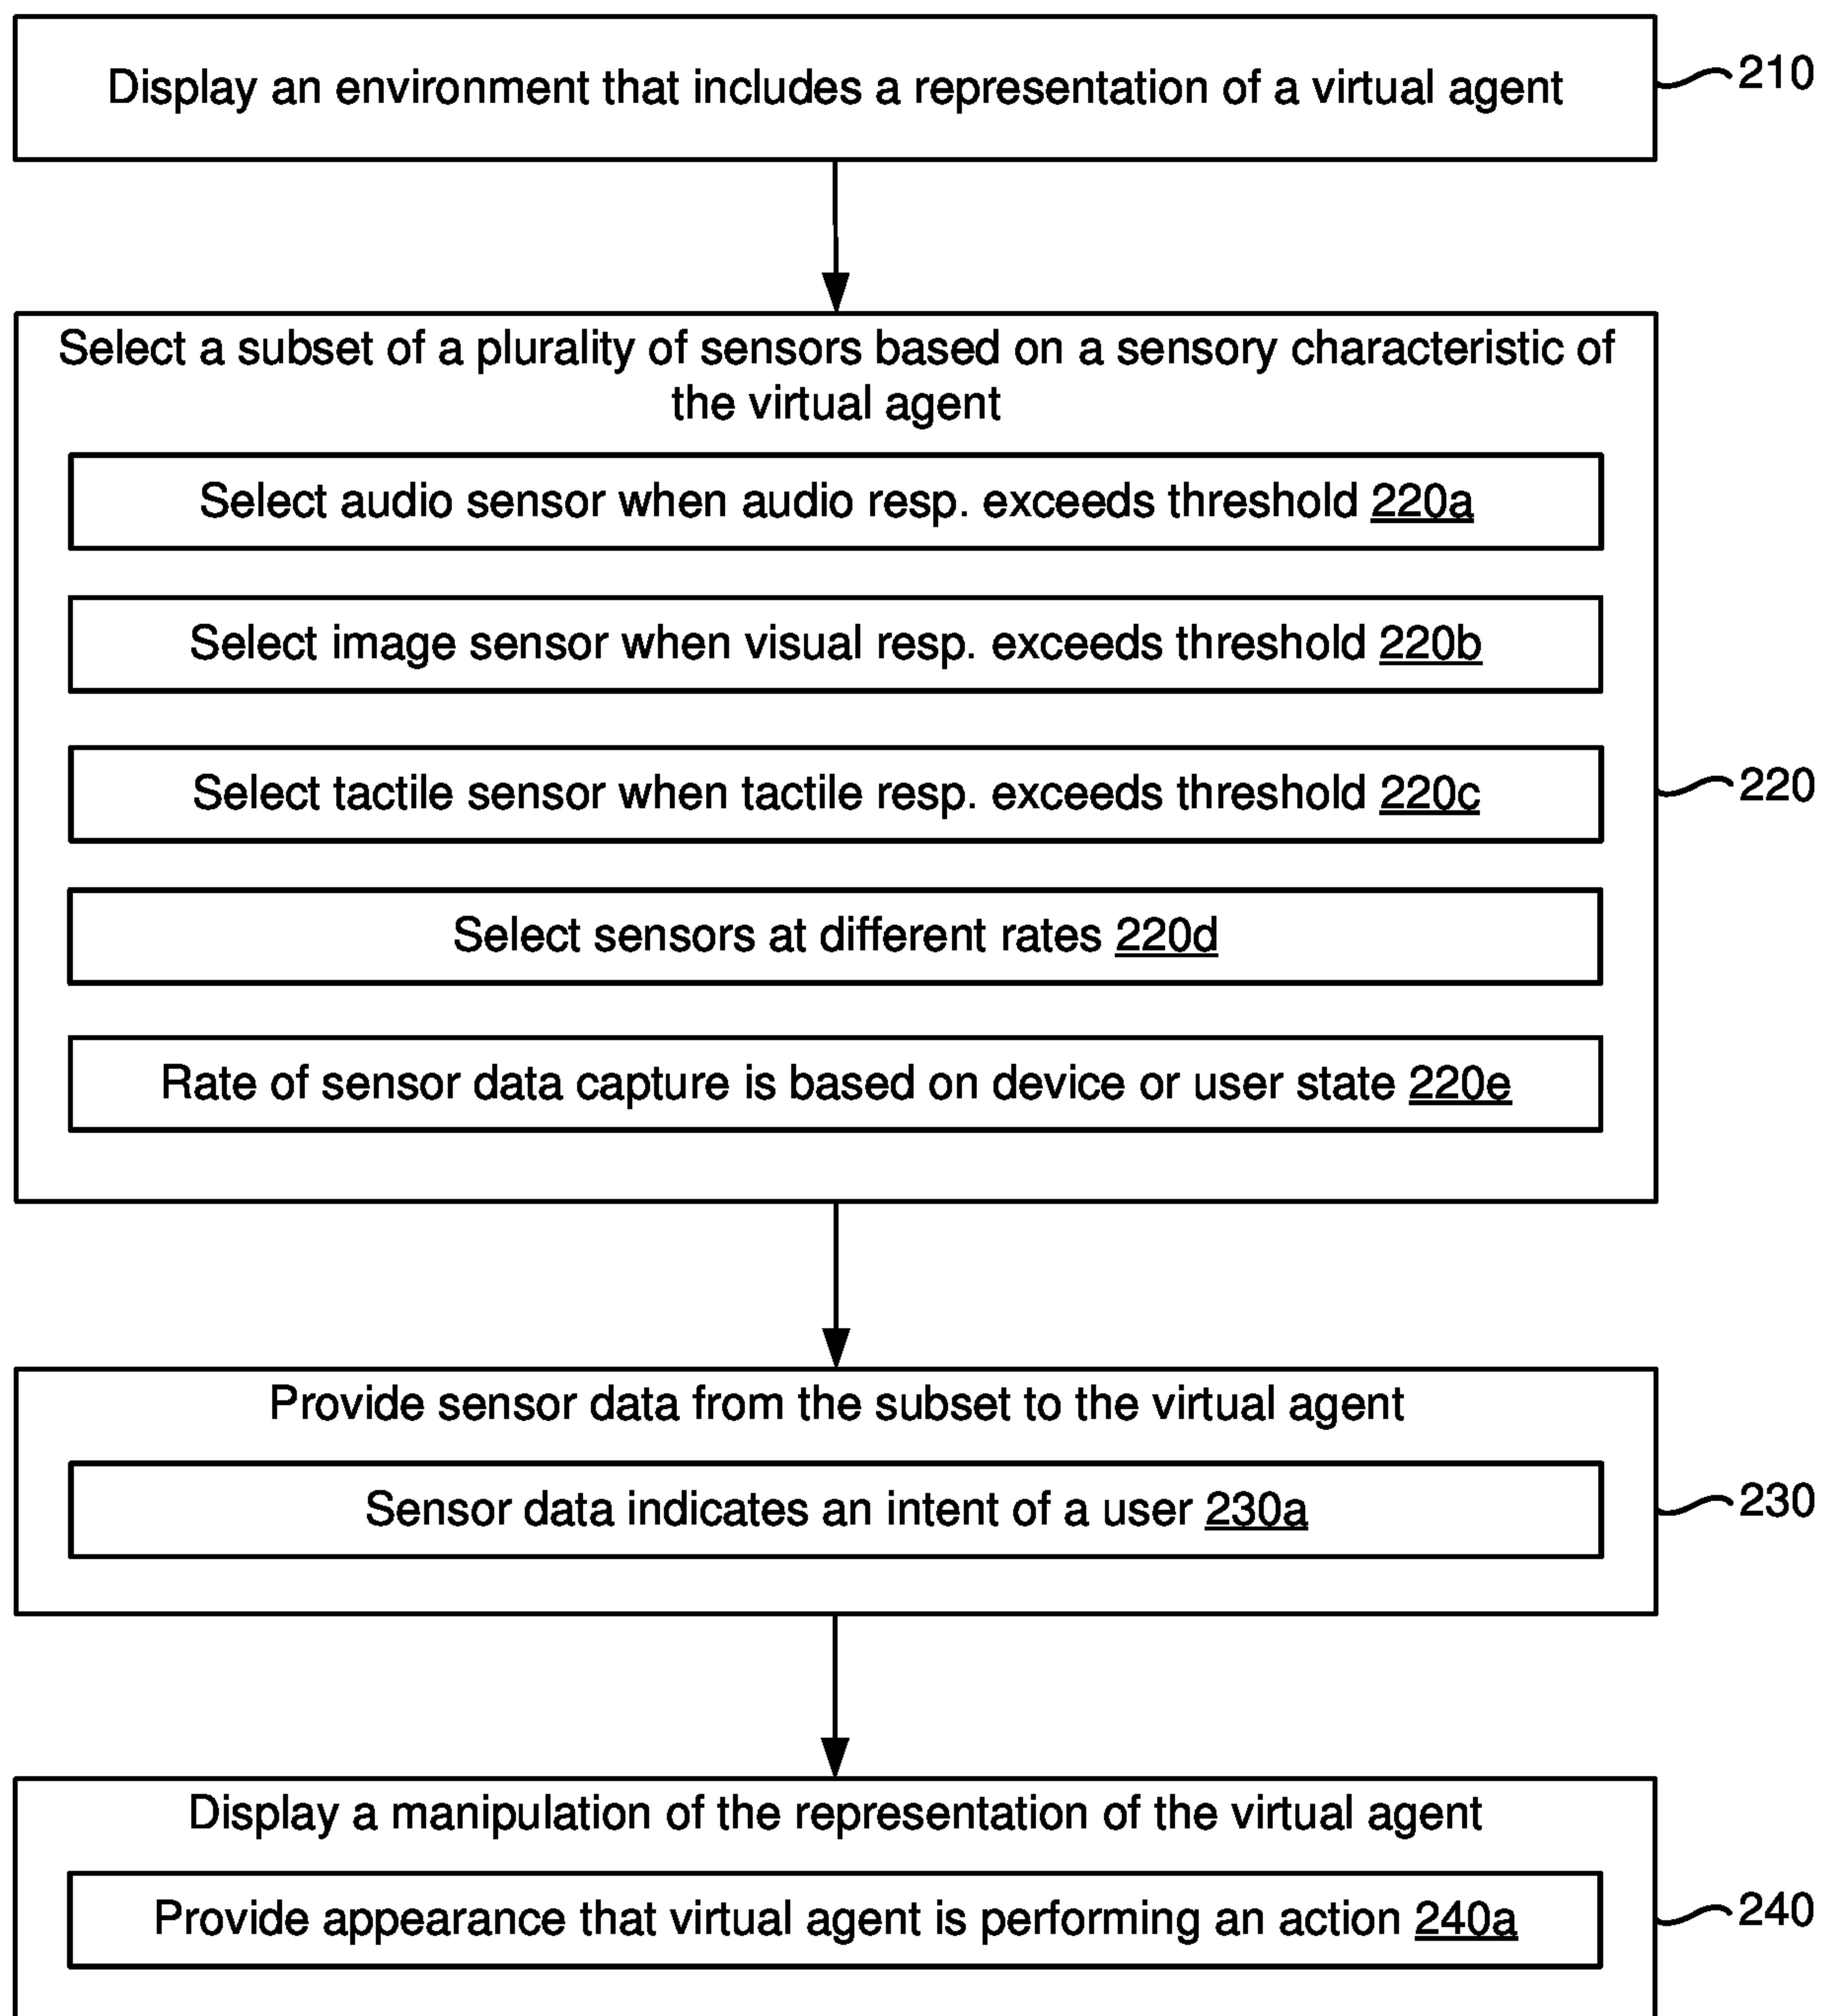 Display an environment that includes a representation of a virtual agent
210
Select a subset of a plurality of sensors based on a sensory characteristic of
the virtual agent
Select audio sensor when audio resp. exceeds threshold 220a
Select image sensor when visual resp. exceeds threshold 220b
Select tactile sensor when tactile resp. exceeds threshold 220c
220
Select sensors at different rates 220d
Rate of sensor data capture is based on device or user state 220e
Provide sensor data from the subset to the virtual agent
Sensor data indicates an intent of a user 230a
230
Display a manipulation of the representation of the virtual agent
Provide appearance that virtual agent is performing an action 240a
240